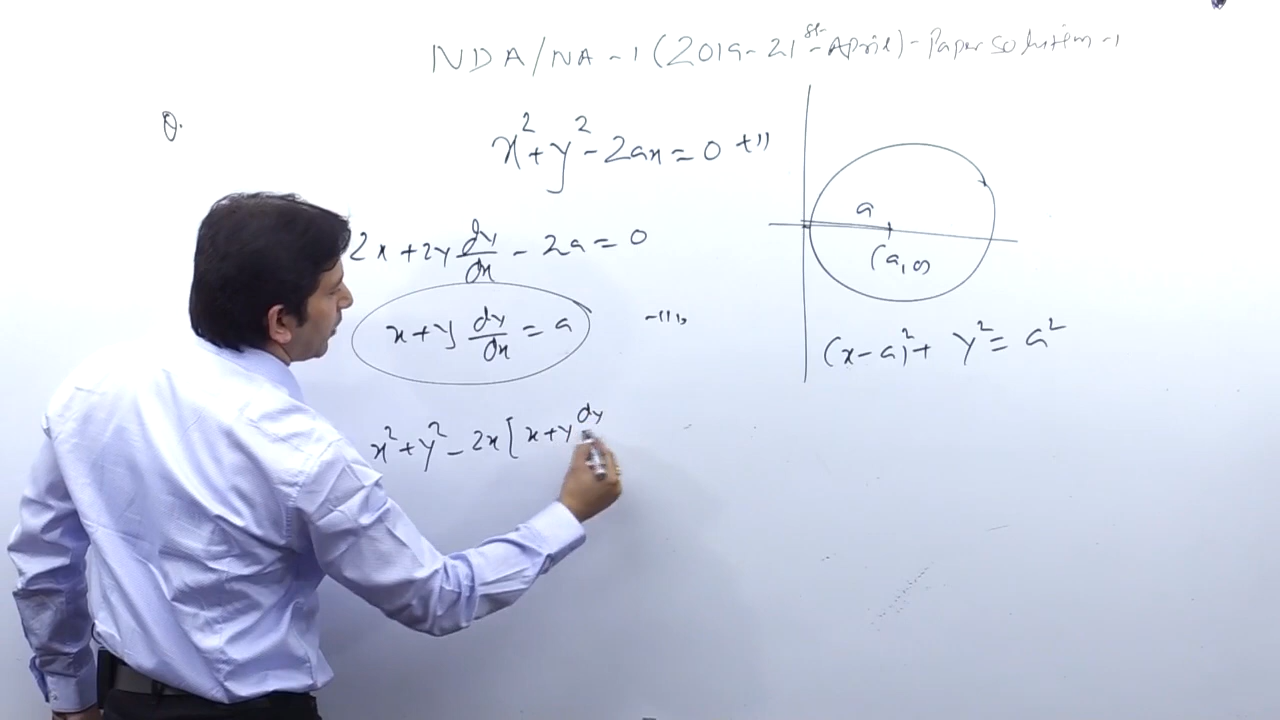 NDA/NA-1 (2019-21st-April)-Paper solution-1
Q.
x²+y²-2ax=0
2x+2y dy/dx - 2a=0
x+y dy/dx = a
x²+y²-2x[x+y dy
a
(a,0)
(x-a)²+ y²= a²